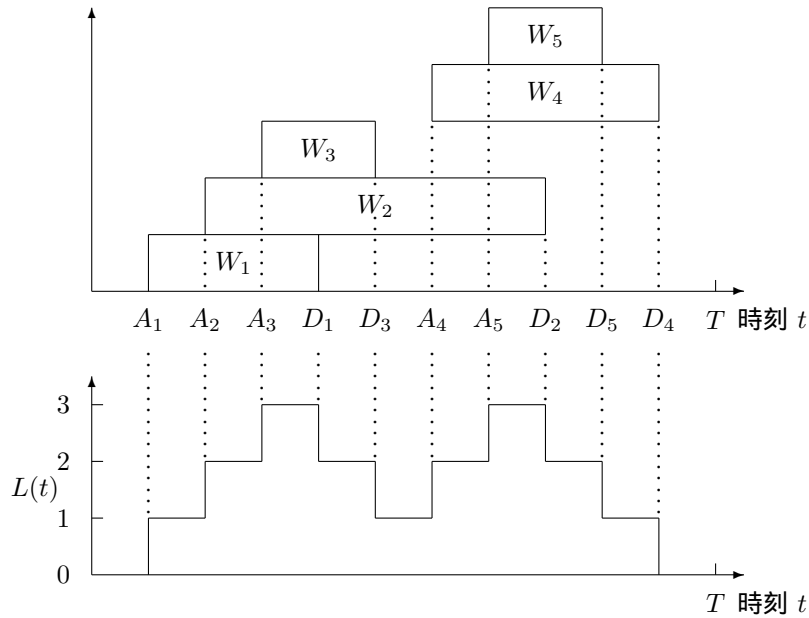 W₅
W₄
W₃
W₂
W₁
A₁ A₂ A₃ D₁ D₃ A₄ A₅ D₂ D₅ D₄ T 時刻 t
3
2
L(t)
1
0
T 時刻 t